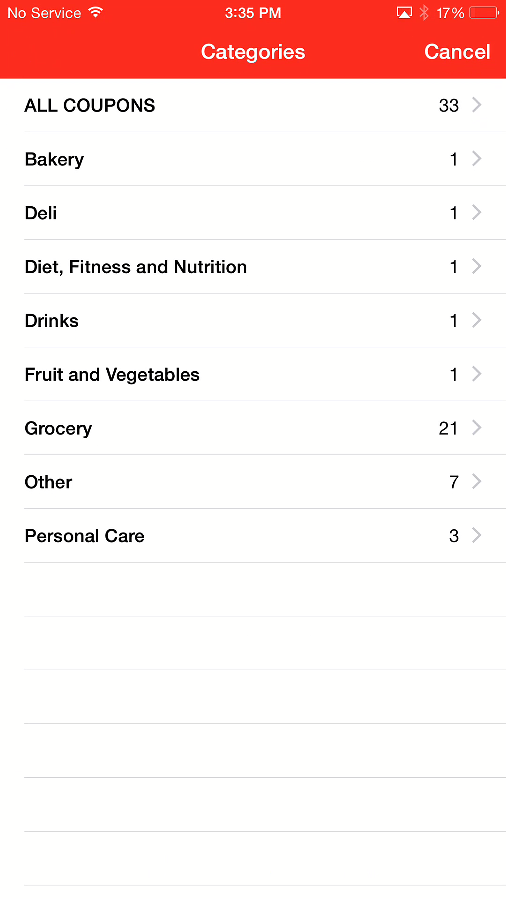 No Service 3:35 PM 17%
Categories Cancel
ALL COUPONS 33
Bakery 1
Deli 1
Diet, Fitness and Nutrition 1
Drinks 1
Fruit and Vegetables 1
Grocery 21
Other 7
Personal Care 3